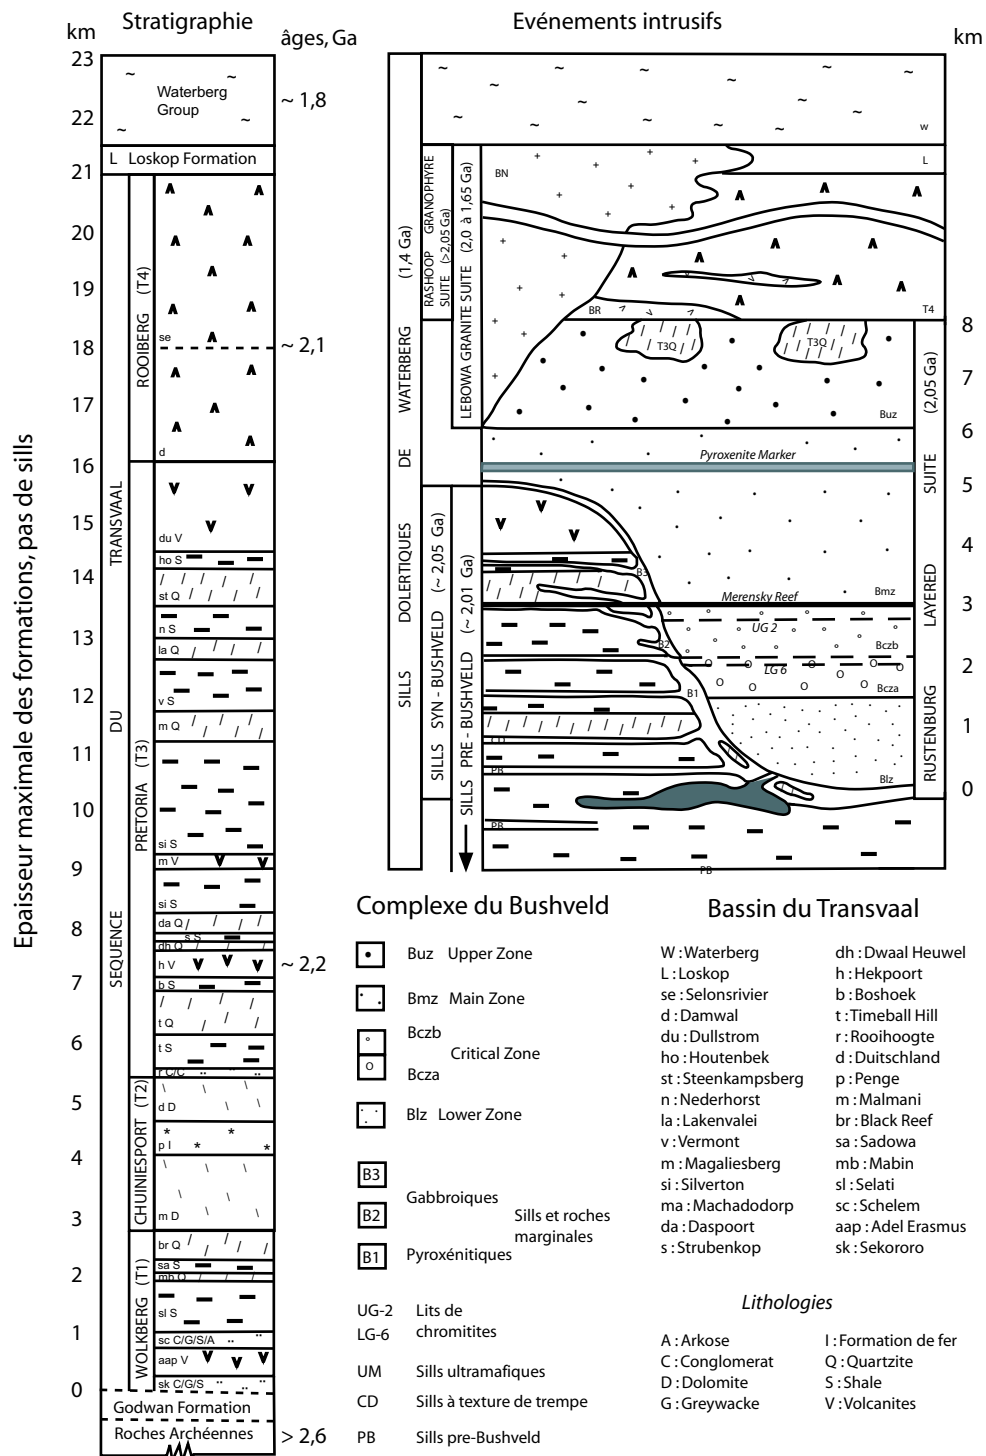 Stratigraphie
Evénements intrusifs
km
âges, Ga
km
Epaisseur maximale des formations, pas de sills
23
22
21
20
19
18
17
16
15
14
13
12
11
10
9
8
7
6
5
4
3
2
1
0
Waterberg
Group
L Loskop Formation
SEQUENCE DU TRANSVAAL
ROOIBERG (T4)
se
d
PRETORIA (T3)
du V
ho S
st Q
n S
la Q
v S
m Q
si S
m V
si S
da Q
s S
dh Q
h V
b S
t Q
t S
r C/C
CHUINIESPORT (T2)
d D
p I
m D
WOLKBERG (T1)
br Q
sa S
mb Q
sl S
sc C/G/S/A
aap V
sk C/G/S
Godwan Formation
Roches Archéennes
~ 1,8
~ 2,1
~ 2,2
> 2,6
SILLS DOLERTIQUES DE WATERBERG (1,4 Ga)
RASHOOP GRANOPHYRE
SUITE (>2,05 Ga)
LEBOWA GRANITE SUITE (2,0 à 1,65 Ga)
SILLS SYN - BUSHVELD (~ 2,05 Ga)
SILLS PRE - BUSHVELD (~ 2,01 Ga)
w
BN
L
BR
T4
T3Q
T3Q
Buz
Pyroxenite Marker
B3
Merensky Reef
Bmz
UG 2
B2
Bczb
LG 6
B1
Bcza
CD
PB
Blz
PB
PB
RUSTENBURG LAYERED SUITE (2,05 Ga)
8
7
6
5
4
3
2
1
0
Complexe du Bushveld
Buz Upper Zone
Bmz Main Zone
Bczb
Critical Zone
Bcza
Blz Lower Zone
B3
Gabbroiques
B2
Sills et roches
marginales
B1 Pyroxénitiques
UG-2 Lits de
LG-6 chromitites
UM Sills ultramafiques
CD Sills à texture de trempe
PB Sills pre-Bushveld
Bassin du Transvaal
W : Waterberg
L : Loskop
se : Selonsrivier
d : Damwal
du : Dullstrom
ho : Houtenbek
st : Steenkampsberg
n : Nederhorst
la : Lakenvalei
v : Vermont
m : Magaliesberg
si : Silverton
ma : Machadodorp
da : Daspoort
s : Strubenkop
dh : Dwaal Heuwel
h : Hekpoort
b : Boshoek
t : Timeball Hill
r : Rooihoogte
d : Duitschland
p : Penge
m : Malmani
br : Black Reef
sa : Sadowa
mb : Mabin
sl : Selati
sc : Schelem
aap : Adel Erasmus
sk : Sekororo
Lithologies
A : Arkose
C : Conglomerat
D : Dolomite
G : Greywacke
I : Formation de fer
Q : Quartzite
S : Shale
V : Volcanites